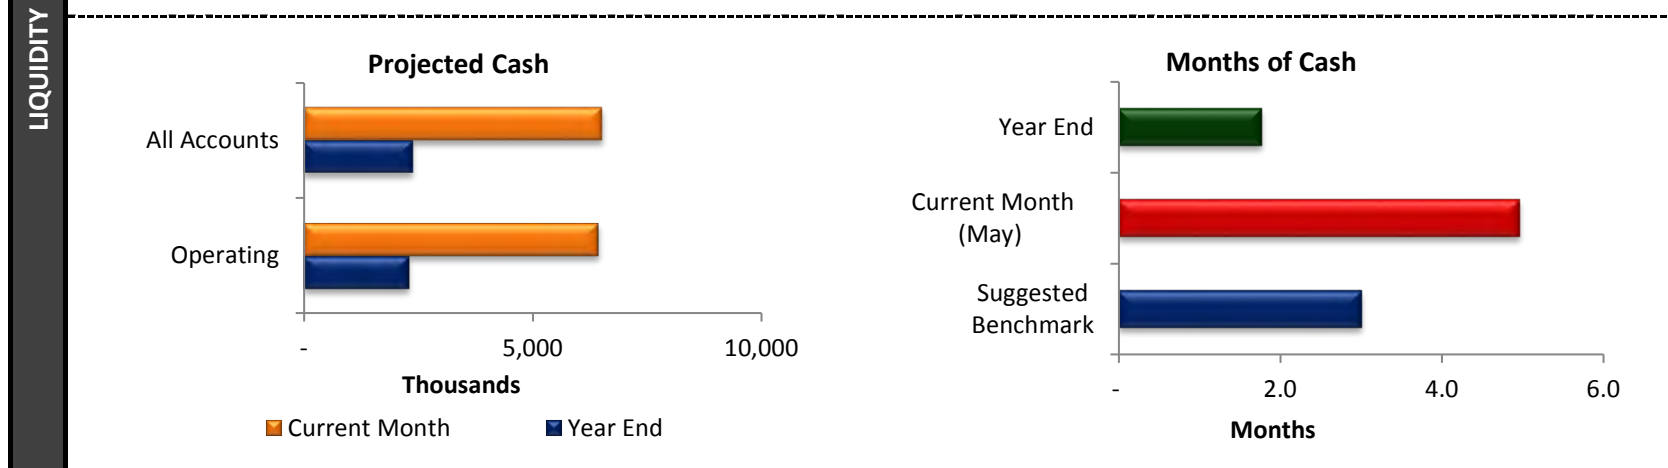 LIQUIDITY
Projected Cash
All Accounts
Operating
-
5,000
10,000
Thousands
Current Month
Year End
Months of Cash
Year End
Current Month
(May)
Suggested
Benchmark
-
2.0
4.0
6.0
Months